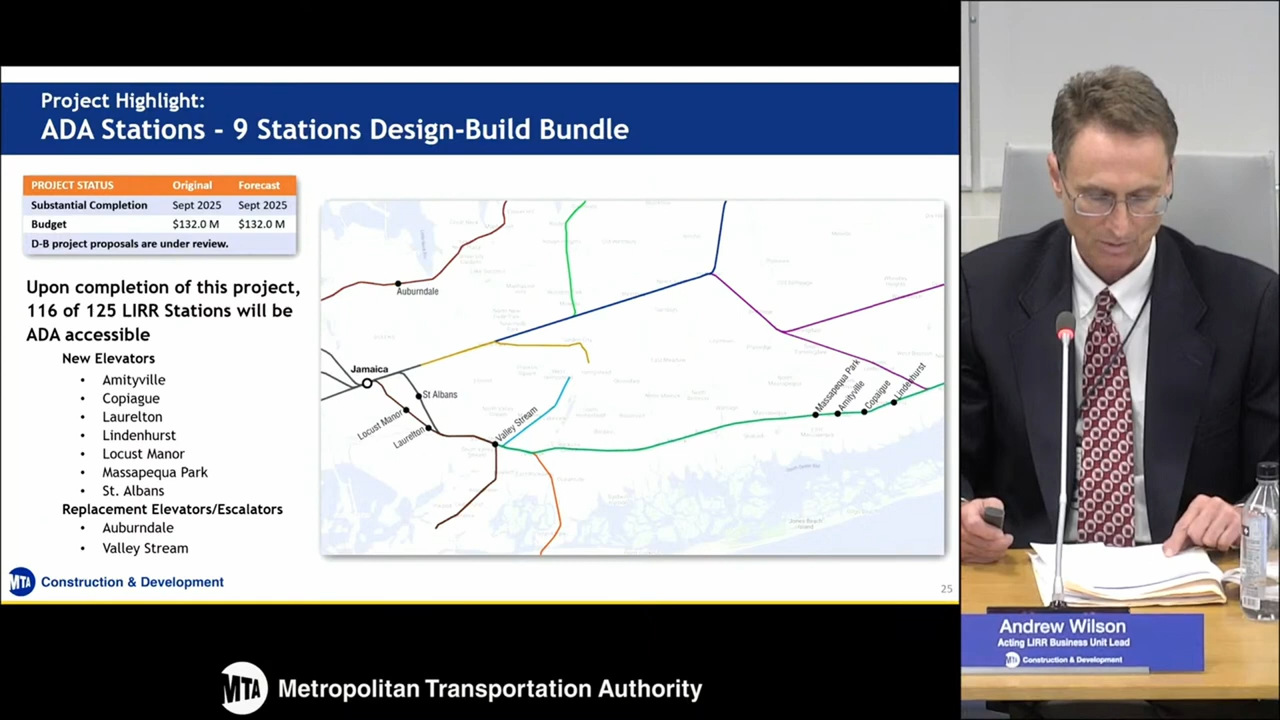 Project Highlight:
ADA Stations - 9 Stations Design-Build Bundle
PROJECT STATUS Original Forecast
Substantial Completion Sept 2025 Sept 2025
Budget $132.0 M $132.0 M
D-B project proposals are under review.
Upon completion of this project,
116 of 125 LIRR Stations will be
ADA accessible
New Elevators
• Amityville
• Copiague
• Laurelton
• Lindenhurst
• Locust Manor
• Massapequa Park
• St. Albans
Replacement Elevators/Escalators
• Auburndale
• Valley Stream
MTA Construction & Development
Auburndale
Jamaica
St Albans
Locust Manor
Laurelton
Valley Stream
Massapequa Park
Amityville
Copiague
Lindenhurst
Jones Beach
Island
25
Andrew Wilson
Acting LIRR Business Unit Lead
MTA Construction & Development
MTA Metropolitan Transportation Authority